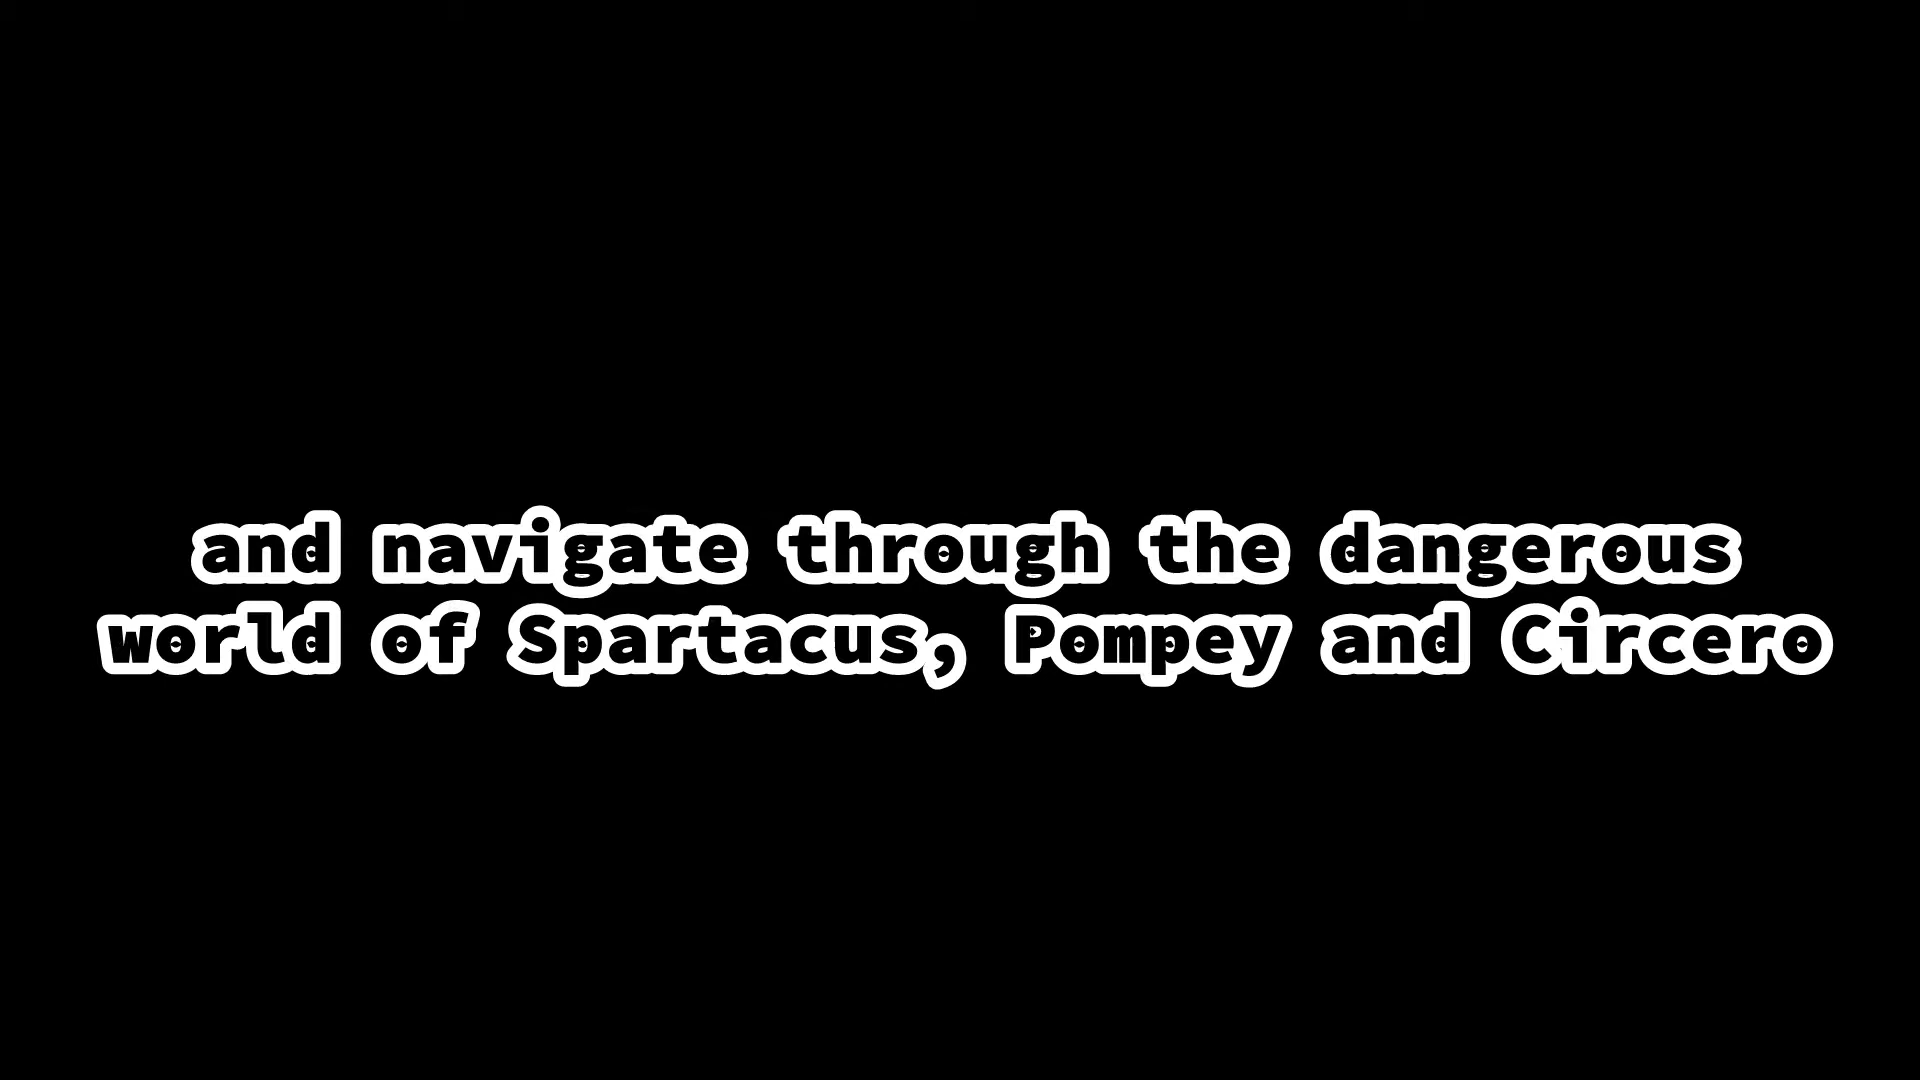 and navigate through the dangerous
world of Spartacus, Pompey and Circero